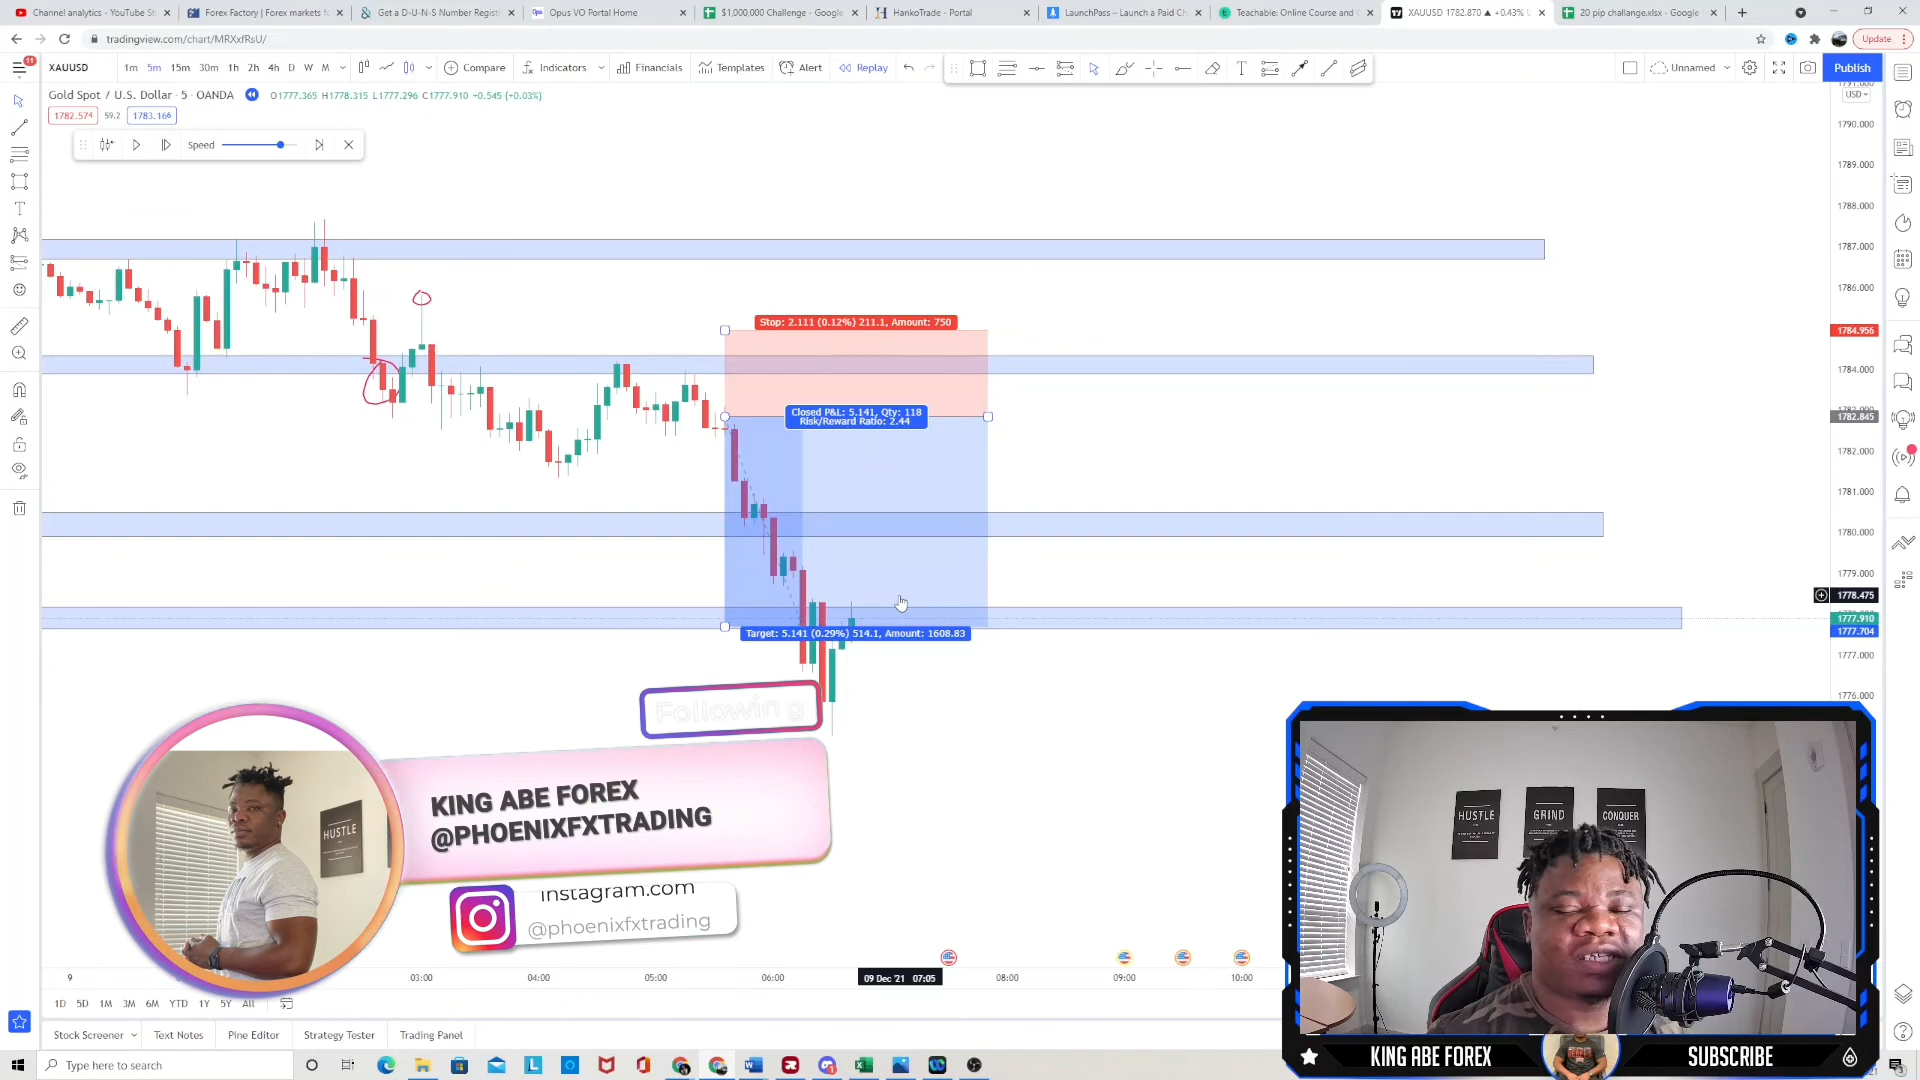 Channel analytics - YouTube St
Forex Factory | Forex markets f
Get a D-U-N-S Number Registr
Opus VO Portal Home
$1,000,000 Challenge - Google
HankoTrade - Portal
LaunchPass – Launch a Paid Ch
Teachable: Online Course and C
XAUUSD 1782.870 ▲ +0.43% U
20 pip challange.xlsx - Google
tradingview.com/chart/MRXxfRsU/
Update
11
XAUUSD
1m 5m 15m 30m 1h 2h 4h D W M
Compare
Indicators
Financials
Templates
Alert
Replay
Unnamed
Publish
Gold Spot / U.S. Dollar · 5 · OANDA
O1777.365 H1778.315 L1777.296 C1777.910 +0.545 (+0.03%)
USD
1782.574 59.2 1783.166
Speed
1790.000
1789.000
1788.000
1787.000
1786.000
Stop: 2.111 (0.12%) 211.1, Amount: 750
1784.956
1784.000
Closed P&L: 5.141, Qty: 118
Risk/Reward Ratio: 2.44
1782.845
1782.000
1781.000
1780.000
1779.000
1778.475
1777.910
Target: 5.141 (0.29%) 514.1, Amount: 1608.83
1777.704
1777.000
1776.000
Following
KING ABE FOREX
@PHOENIXFXTRADING
instagram.com
@phoenixfxtrading
HUSTLE
HUSTLE
GRIND
CONQUER
9
03:00
04:00
05:00
06:00
09 Dec '21 07:05
08:00
09:00
10:00
1D 5D 1M 3M 6M YTD 1Y 5Y All
Stock Screener
Text Notes
Pine Editor
Strategy Tester
Trading Panel
KING ABE FOREX
SUBSCRIBE
Type here to search